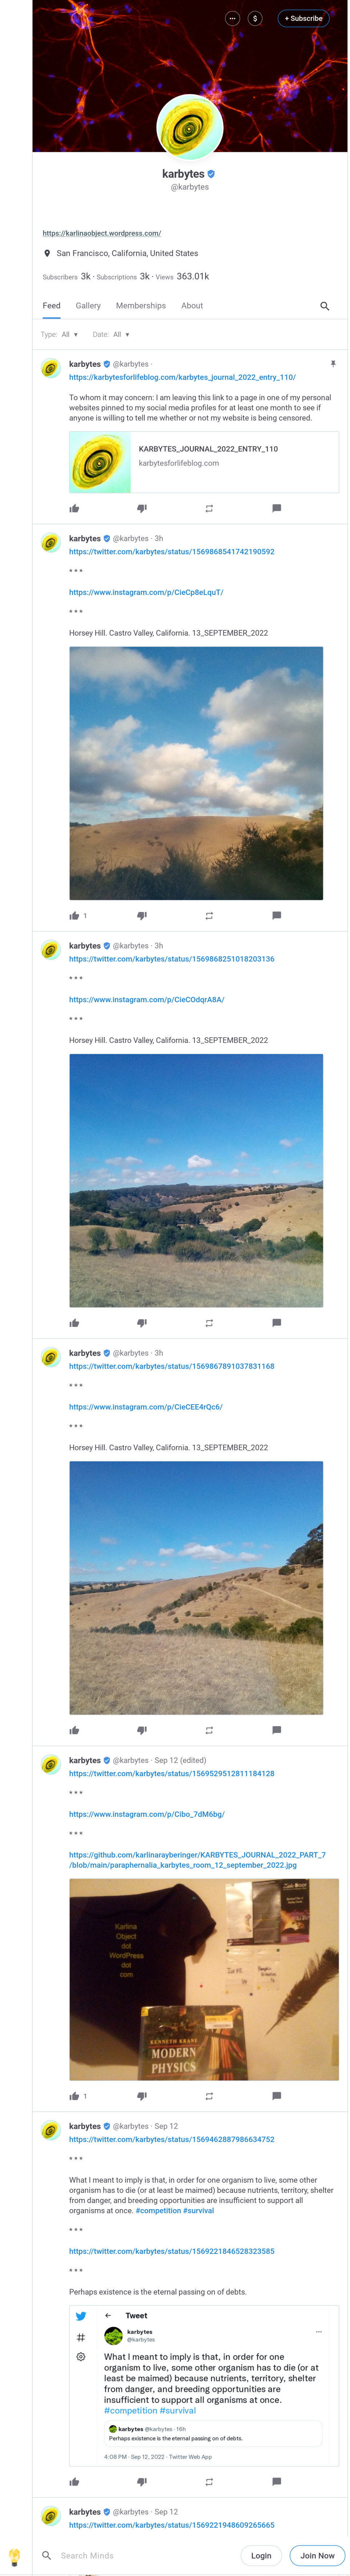 + Subscribe
karbytes
@karbytes
https://karlinaobject.wordpress.com/
San Francisco, California, United States
Subscribers 3k · Subscriptions 3k · Views 363.01k
Feed Gallery Memberships About
Type: All ▼ Date: All ▼
karbytes @karbytes ·
https://karbytesforlifeblog.com/karbytes_journal_2022_entry_110/
To whom it may concern: I am leaving this link to a page in one of my personal
websites pinned to my social media profiles for at least one month to see if
anyone is willing to tell me whether or not my website is being censored.
KARBYTES_JOURNAL_2022_ENTRY_110
karbytesforlifeblog.com
karbytes @karbytes · 3h
https://twitter.com/karbytes/status/1569868541742190592
* * *
https://www.instagram.com/p/CieCp8eLquT/
* * *
Horsey Hill. Castro Valley, California. 13_SEPTEMBER_2022
1
karbytes @karbytes · 3h
https://twitter.com/karbytes/status/1569868251018203136
* * *
https://www.instagram.com/p/CieCOdqrA8A/
* * *
Horsey Hill. Castro Valley, California. 13_SEPTEMBER_2022
karbytes @karbytes · 3h
https://twitter.com/karbytes/status/1569867891037831168
* * *
https://www.instagram.com/p/CieCEE4rQc6/
* * *
Horsey Hill. Castro Valley, California. 13_SEPTEMBER_2022
karbytes @karbytes · Sep 12 (edited)
https://twitter.com/karbytes/status/1569529512811184128
* * *
https://www.instagram.com/p/Cibo_7dM6bg/
* * *
https://github.com/karlinarayberinger/KARBYTES_JOURNAL_2022_PART_7
/blob/main/paraphernalia_karbytes_room_12_september_2022.jpg
Karlina
Object
dot
WordPress
dot
com
KENNETH KRANE
MODERN
PHYSICS
1
karbytes @karbytes · Sep 12
https://twitter.com/karbytes/status/1569462887986634752
* * *
What I meant to imply is that, in order for one organism to live, some other
organism has to die (or at least be maimed) because nutrients, territory, shelter
from danger, and breeding opportunities are insufficient to support all
organisms at once. #competition #survival
* * *
https://twitter.com/karbytes/status/1569221846528323585
* * *
Perhaps existence is the eternal passing on of debts.
← Tweet
karbytes
@karbytes
What I meant to imply is that, in order for one
organism to live, some other organism has to die (or at
least be maimed) because nutrients, territory, shelter
from danger, and breeding opportunities are
insufficient to support all organisms at once.
#competition #survival
karbytes @karbytes · 16h
Perhaps existence is the eternal passing on of debts.
4:08 PM · Sep 12, 2022 · Twitter Web App
karbytes @karbytes · Sep 12
https://twitter.com/karbytes/status/1569221948609265665
Search Minds Login Join Now